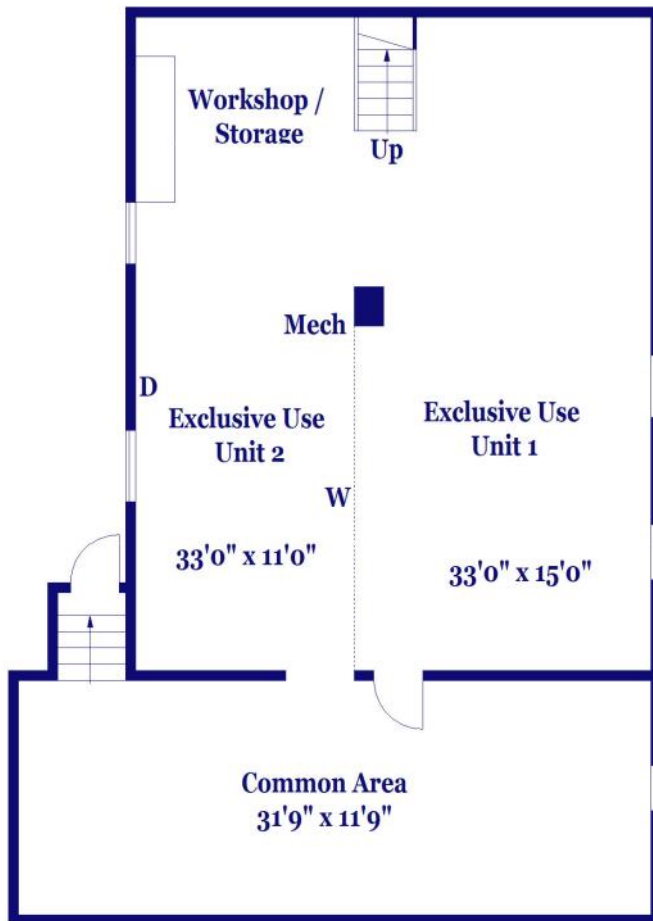 Workshop /
Storage
Up
Mech
D
Exclusive Use
Unit 2
Exclusive Use
Unit 1
W
33'0" x 11'0"
33'0" x 15'0"
Common Area
31'9" x 11'9"